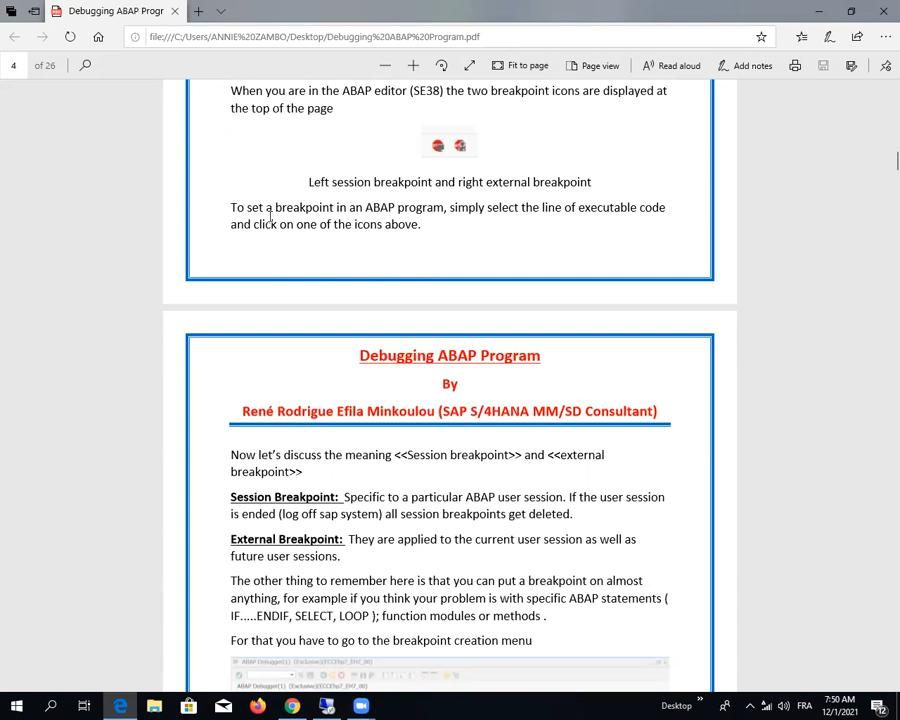 Debugging ABAP Progr
file:///C:/Users/ANNIE%20ZAMBO/Desktop/Debugging%20ABAP%20Program.pdf
4 of 26 Fit to page Page view Read aloud Add notes
When you are in the ABAP editor (SE38) the two breakpoint icons are displayed at
the top of the page
Left session breakpoint and right external breakpoint
To set a breakpoint in an ABAP program, simply select the line of executable code
and click on one of the icons above.
Debugging ABAP Program
By
René Rodrigue Efila Minkoulou (SAP S/4HANA MM/SD Consultant)
Now let's discuss the meaning <<Session breakpoint>> and <<external
breakpoint>>
Session Breakpoint: Specific to a particular ABAP user session. If the user session
is ended (log off sap system) all session breakpoints get deleted.
External Breakpoint: They are applied to the current user session as well as
future user sessions.
The other thing to remember here is that you can put a breakpoint on almost
anything, for example if you think your problem is with specific ABAP statements (
IF.....ENDIF, SELECT, LOOP ); function modules or methods .
For that you have to go to the breakpoint creation menu
Desktop
FRA
7:50 AM
12/1/2021
12